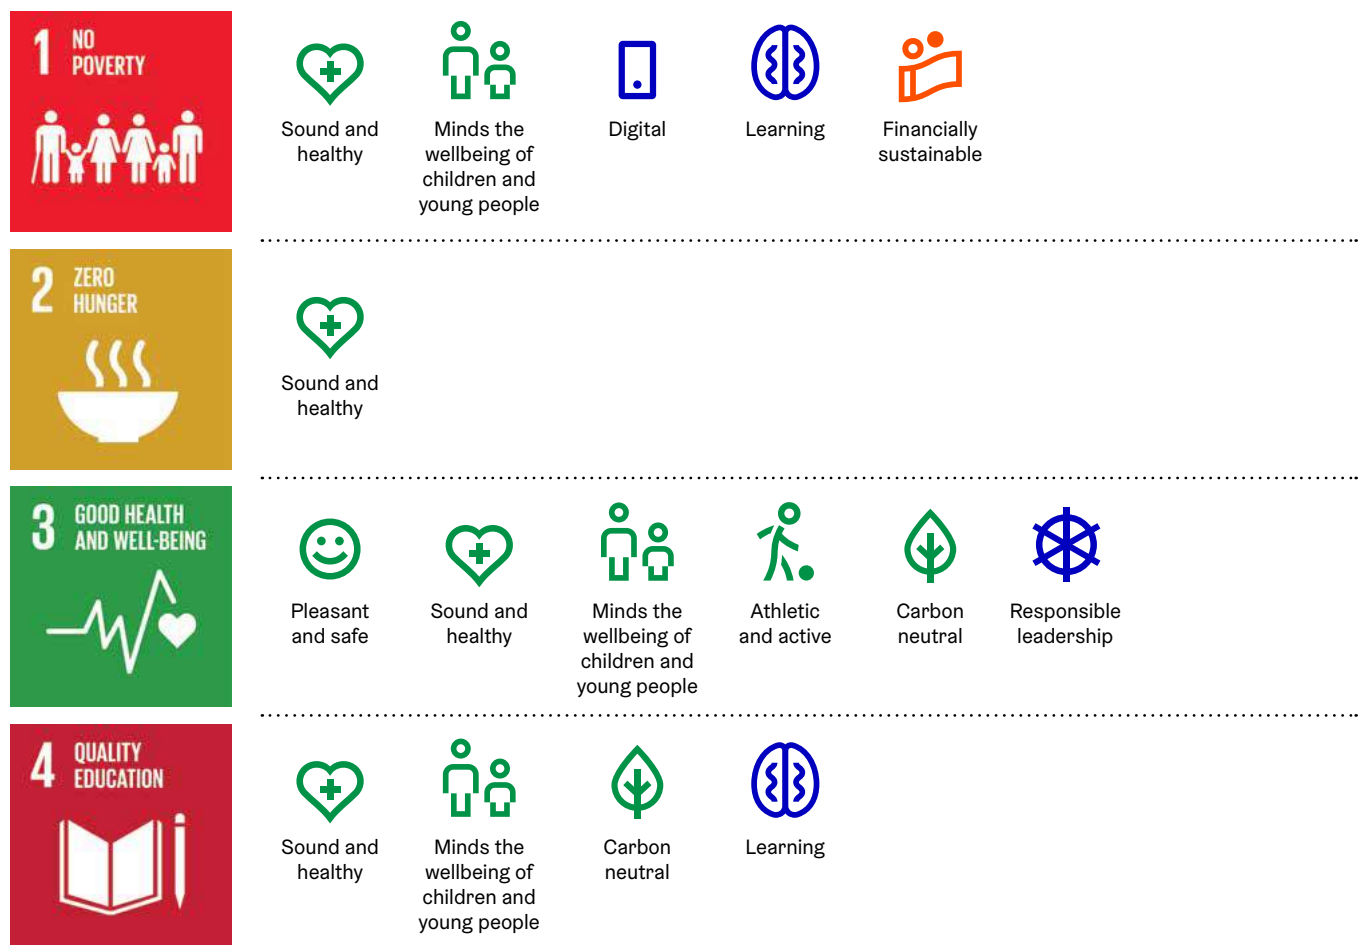 1 NO
POVERTY
Sound and
healthy
Minds the
wellbeing of
children and
young people
Digital
Learning
Financially
sustainable
2 ZERO
HUNGER
Sound and
healthy
3 GOOD HEALTH
AND WELL-BEING
Pleasant
and safe
Sound and
healthy
Minds the
wellbeing of
children and
young people
Athletic
and active
Carbon
neutral
Responsible
leadership
4 QUALITY
EDUCATION
Sound and
healthy
Minds the
wellbeing of
children and
young people
Carbon
neutral
Learning